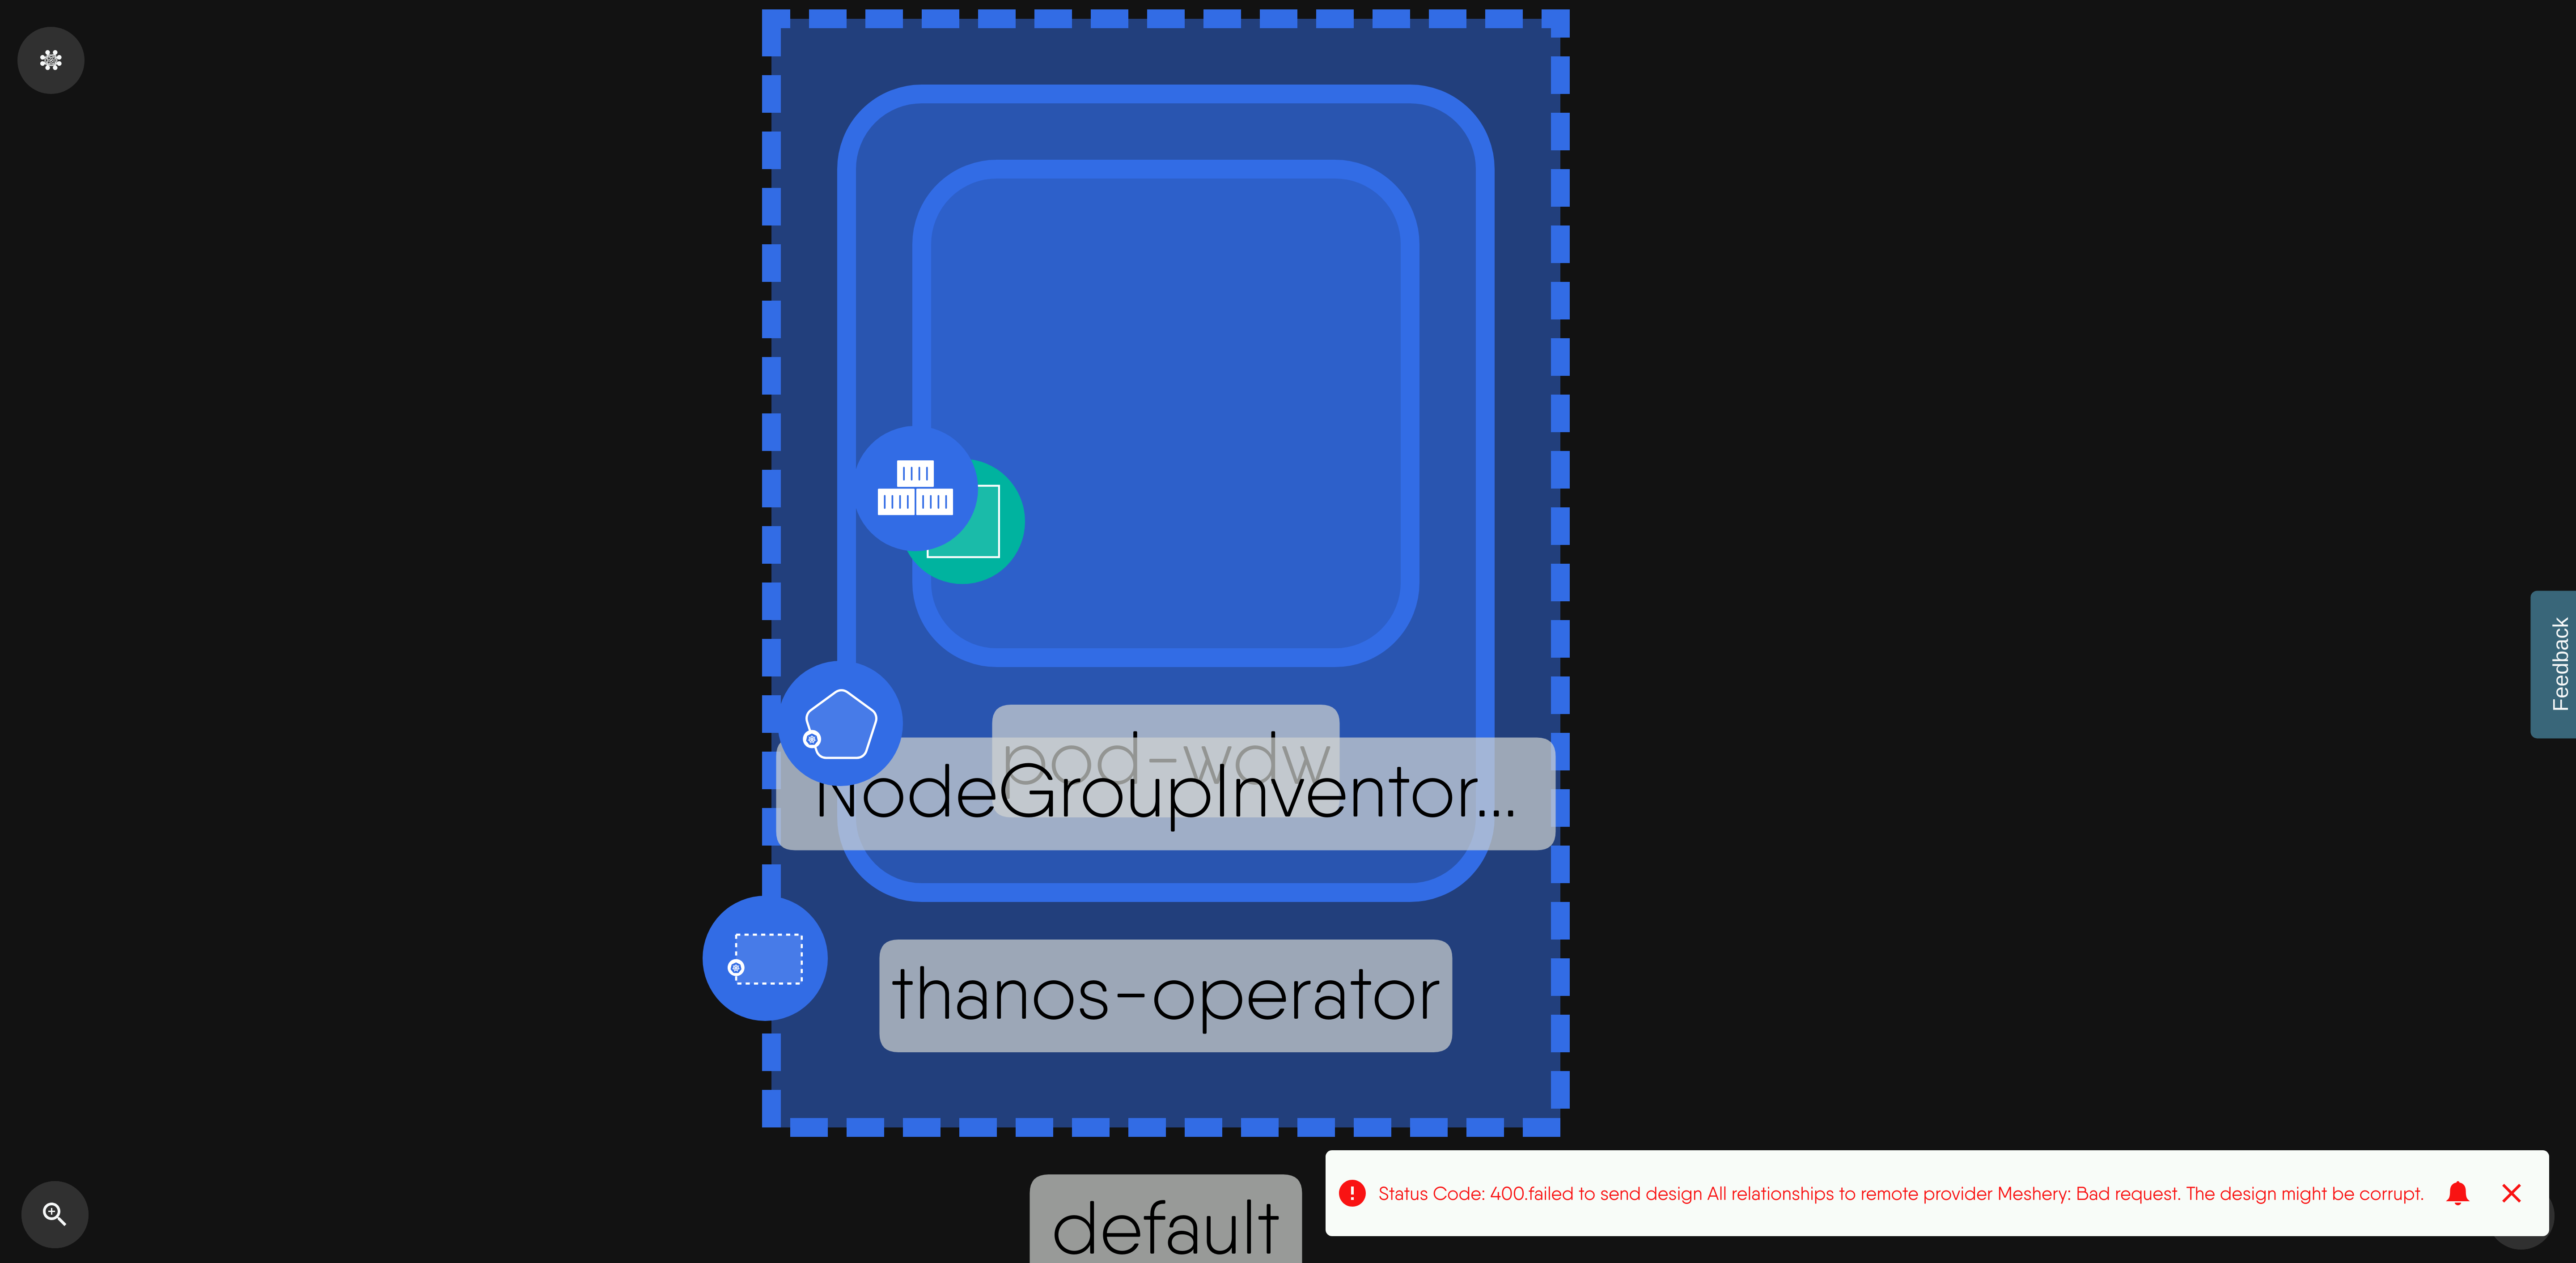 pod-wdw
NodeGroupInventor...
thanos-operator
default
Status Code: 400.failed to send design All relationships to remote provider Meshery: Bad request. The design might be corrupt.
Feedback